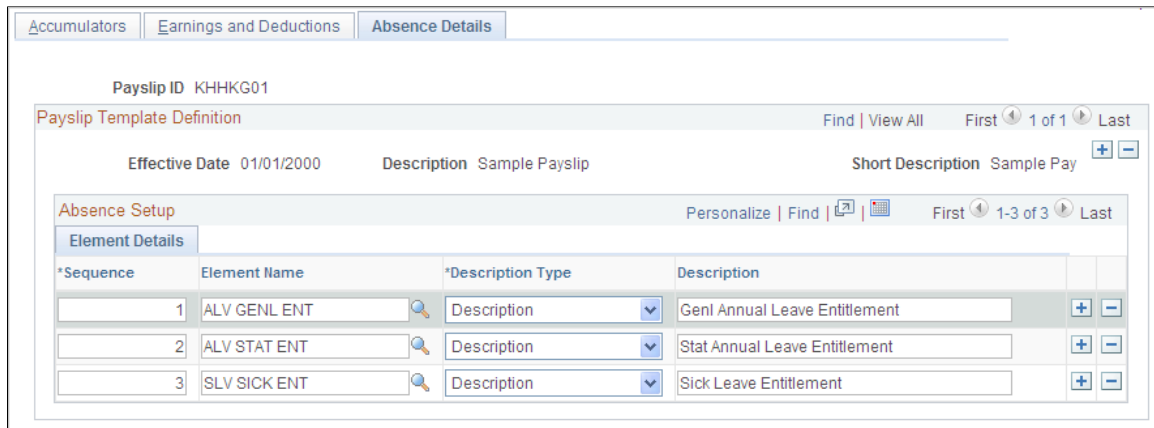 Accumulators Earnings and Deductions Absence Details
Payslip ID KHHKG01
Payslip Template Definition Find | View All First 1 of 1 Last
Effective Date 01/01/2000 Description Sample Payslip Short Description Sample Pay
Absence Setup Personalize | Find | | First 1-3 of 3 Last
Element Details
*Sequence Element Name *Description Type Description
1 ALV GENL ENT Description Genl Annual Leave Entitlement
2 ALV STAT ENT Description Stat Annual Leave Entitlement
3 SLV SICK ENT Description Sick Leave Entitlement